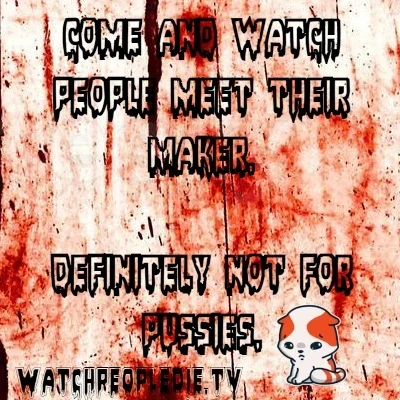 COME AND WATCH
PEOPLE MEET THEIR
MAKER.
DEFINITELY NOT FOR
PUSSIES.
WATCHPEOPLEDIE.TV